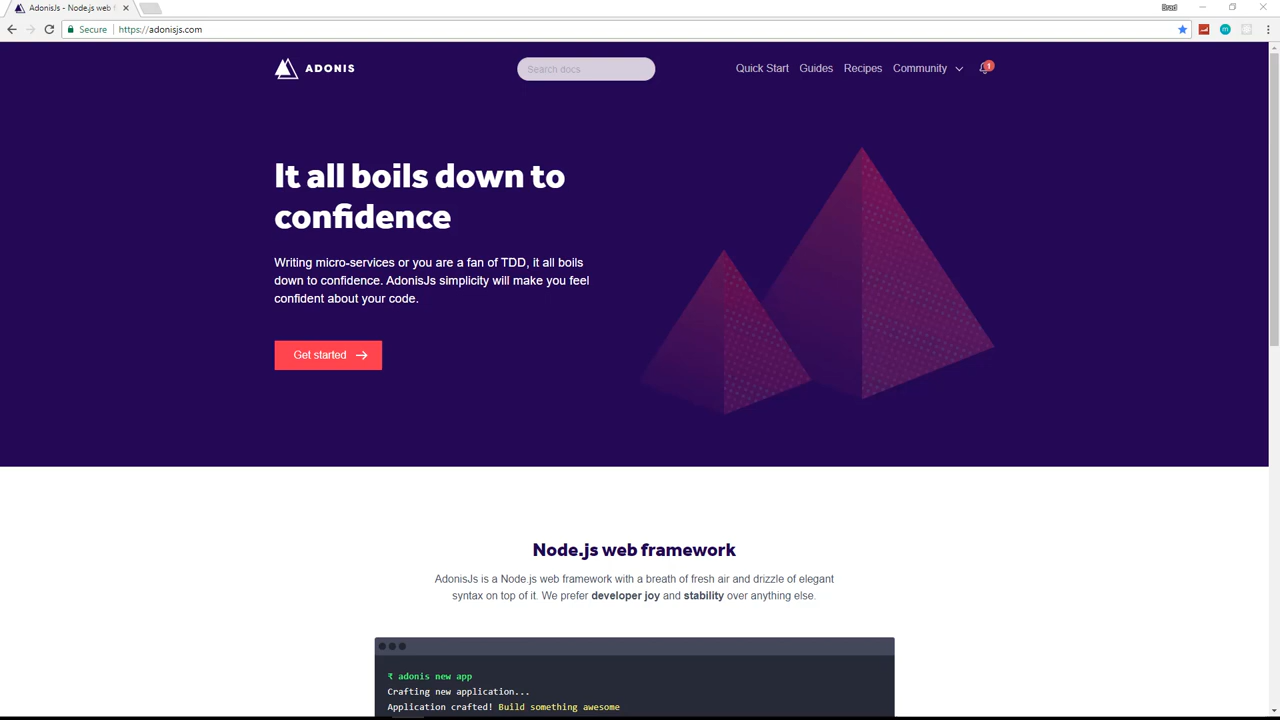 AdonisJs - Node.js web f
Brad
Secure
https://adonisjs.com
ADONIS
Search docs
Quick Start Guides Recipes Community
1
It all boils down to
confidence
Writing micro-services or you are a fan of TDD, it all boils
down to confidence. AdonisJs simplicity will make you feel
confident about your code.
Get started
Node.js web framework
AdonisJs is a Node.js web framework with a breath of fresh air and drizzle of elegant
syntax on top of it. We prefer developer joy and stability over anything else.
₹ adonis new app
Crafting new application...
Application crafted! Build something awesome